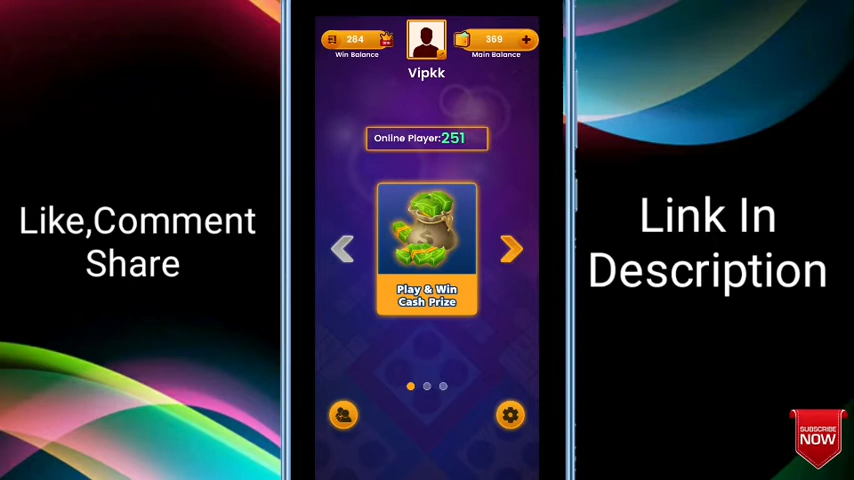 284
369
Win Balance
Main Balance
Vipkk
Online Player:251
Like,Comment
Share
Link In
Description
Play & Win
Cash Prize
SUBSCRIBE
NOW